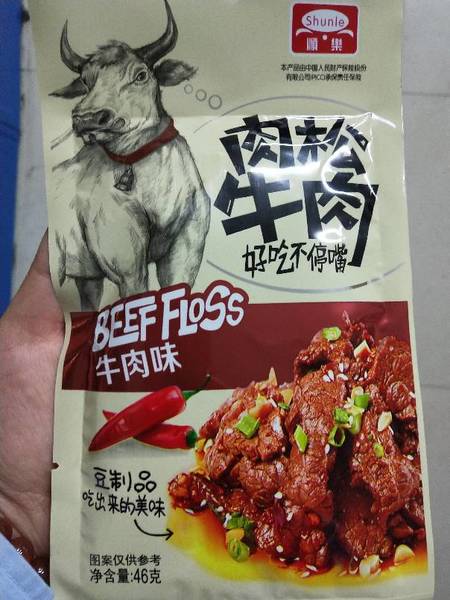 Shunle
順·樂
本产品由中国人民财产保险股份
有限公司PICC承保责任保险
肉松
牛肉
好吃不停嘴
BEEF FLOSS
牛肉味
豆制品
吃出来的美味
图案仅供参考
净含量:46克